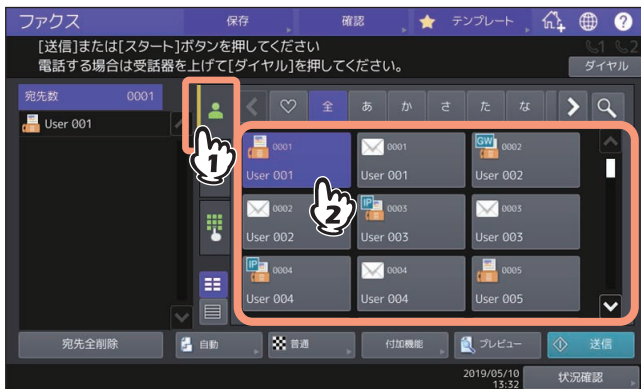 ファクス 保存 確認 テンプレート ?
[送信]または[スタート]ボタンを押してください
電話する場合は受話器を上げて[ダイヤル]を押してください。
1 2
ダイヤル
宛先数 0001
User 001
全 あ か さ た な
0001 0001 GW 0002
User 001 User 001 User 002
0002 IP 0003 0003
User 002 User 003 User 003
IP 0004 0004 0005
User 004 User 004 User 005
1
2
宛先全削除 自動 普通 付加機能 プレビュー 送信
2019/05/10
13:32
状況確認